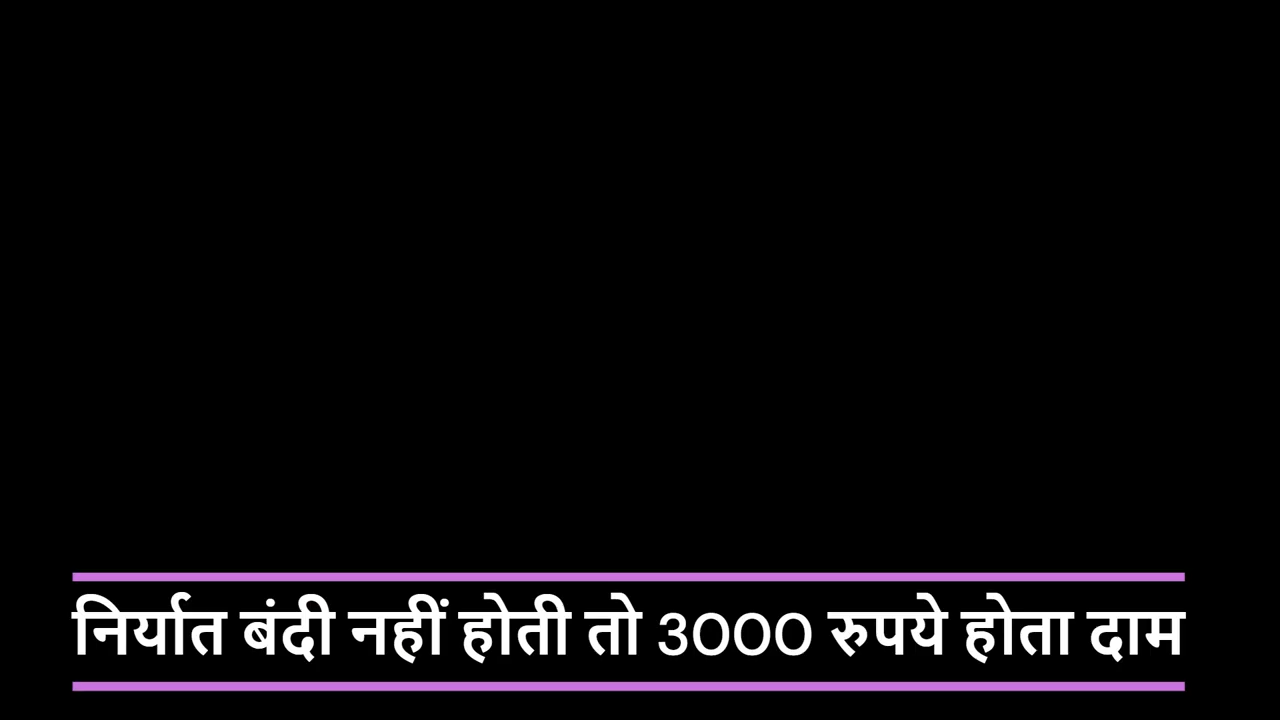 निर्यात बंदी नहीं होती तो 3000 रुपये होता दाम